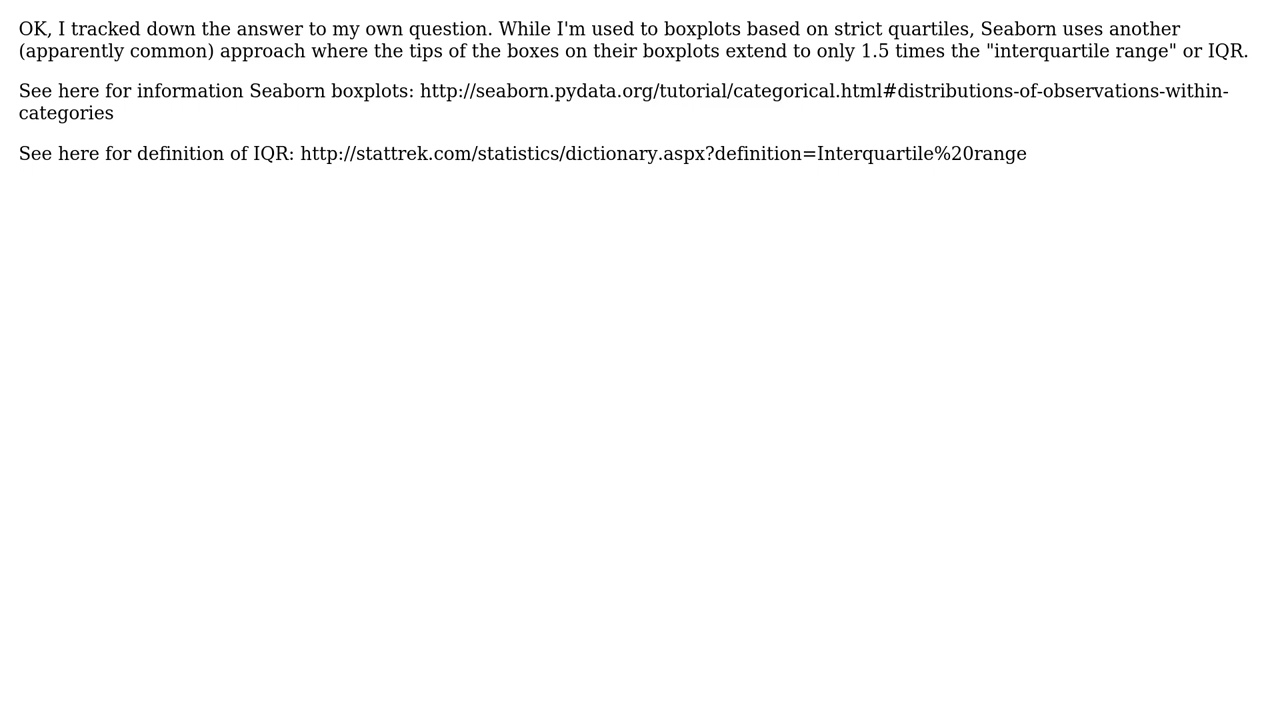 OK, I tracked down the answer to my own question. While I'm used to boxplots based on strict quartiles, Seaborn uses another
(apparently common) approach where the tips of the boxes on their boxplots extend to only 1.5 times the "interquartile range" or IQR.
See here for information Seaborn boxplots: http://seaborn.pydata.org/tutorial/categorical.html#distributions-of-observations-within-
categories
See here for definition of IQR: http://stattrek.com/statistics/dictionary.aspx?definition=Interquartile%20range